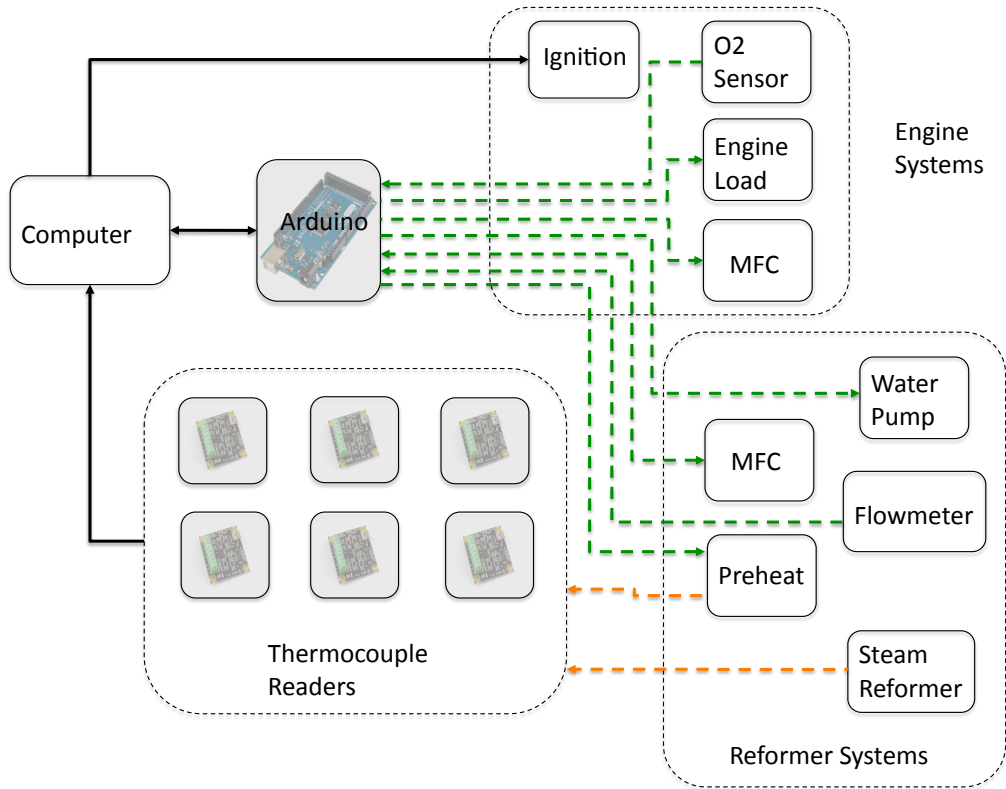 Ignition
O2
Sensor
Engine
Load
MFC
Engine
Systems
Computer
Arduino
Water
Pump
MFC
Flowmeter
Preheat
Steam
Reformer
Reformer Systems
Thermocouple
Readers